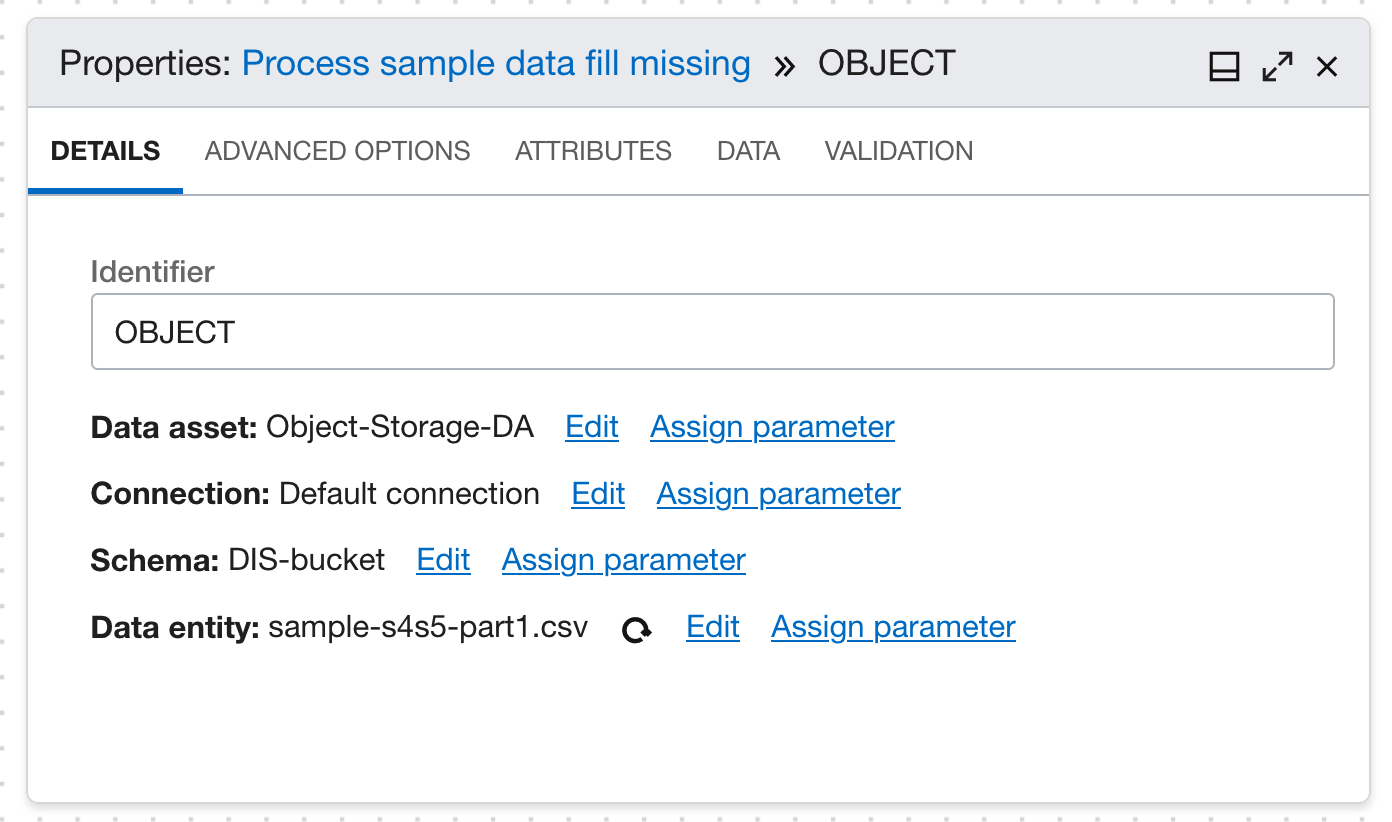 Properties: Process sample data fill missing » OBJECT
DETAILS ADVANCED OPTIONS ATTRIBUTES DATA VALIDATION
Identifier
OBJECT
Data asset: Object-Storage-DA Edit Assign parameter
Connection: Default connection Edit Assign parameter
Schema: DIS-bucket Edit Assign parameter
Data entity: sample-s4s5-part1.csv Edit Assign parameter